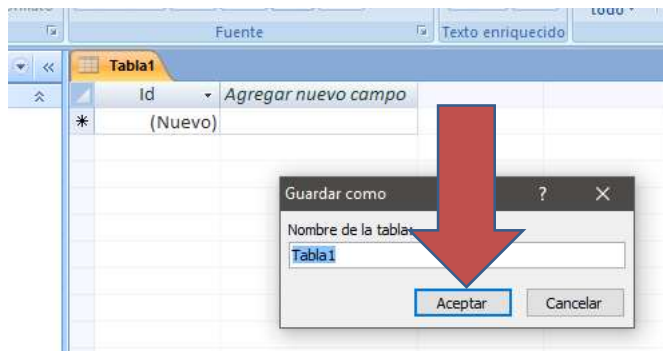 Fuente
Texto enriquecido
Tabla1
Id
Agregar nuevo campo
(Nuevo)
Guardar como
Nombre de la tabla:
Tabla1
Aceptar
Cancelar